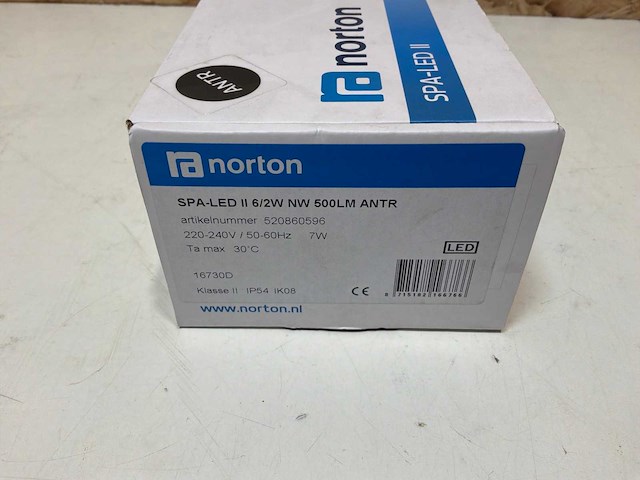 ANTR
norton
SPA-LED II
norton
SPA-LED II 6/2W NW 500LM ANTR
artikelnummer 520860596
220-240V / 50-60Hz 7W
Ta max 30°C
LED
16730D
Klasse II IP54 IK08
CE
www.norton.nl